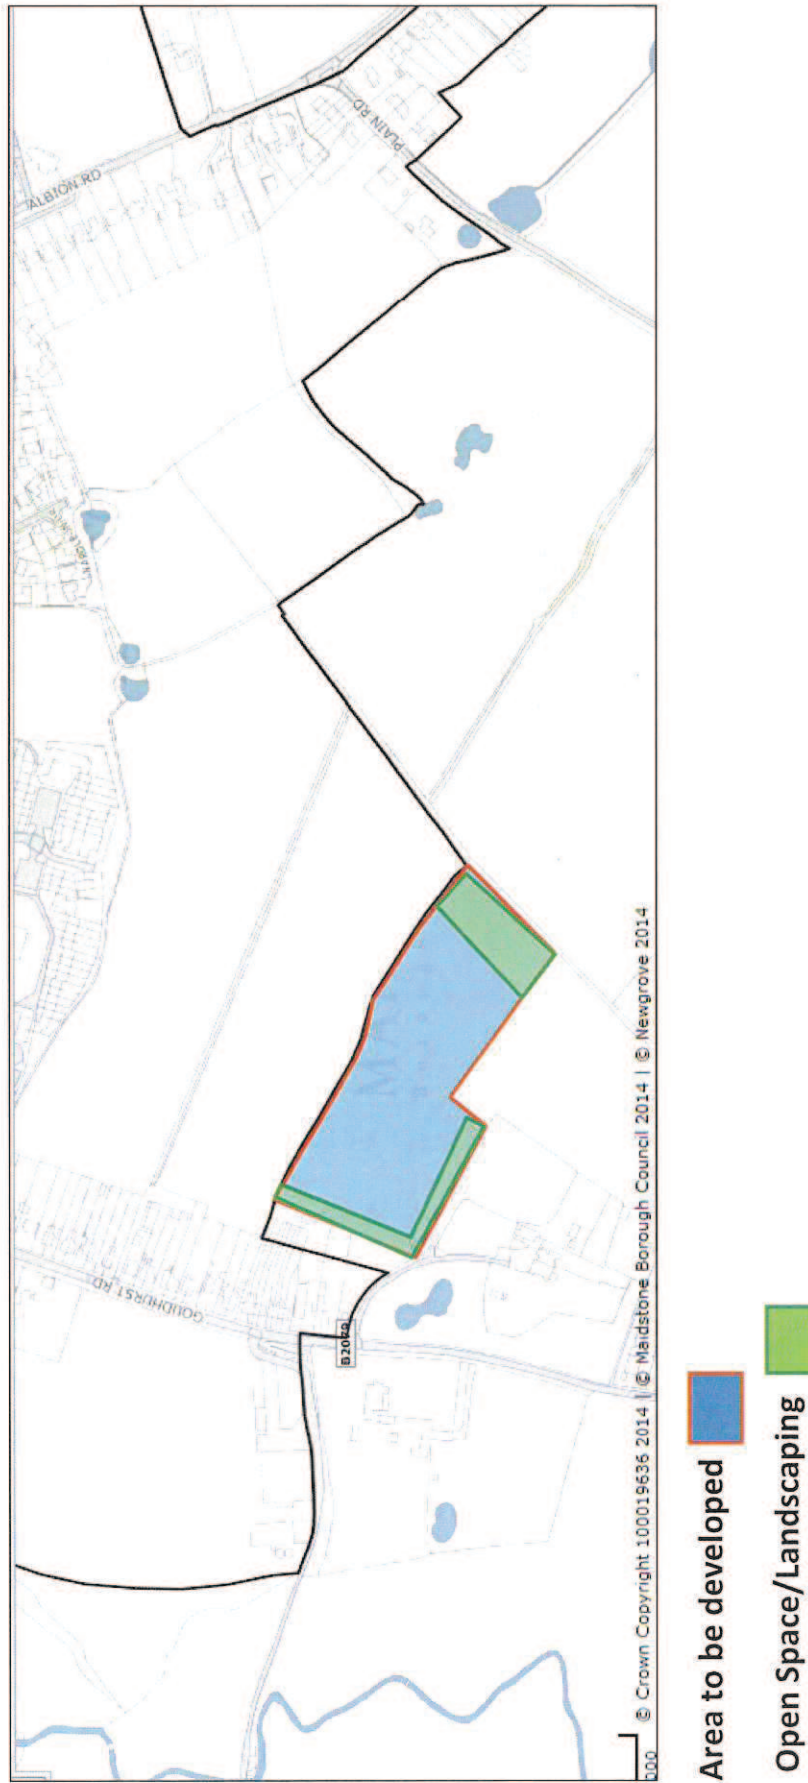 ALBION RD
PLAIN RD
GOUDHURST RD
B2079
© Crown Copyright 100019636 2014 | © Maidstone Borough Council 2014 | © Newgrove 2014
Area to be developed
Open Space/Landscaping